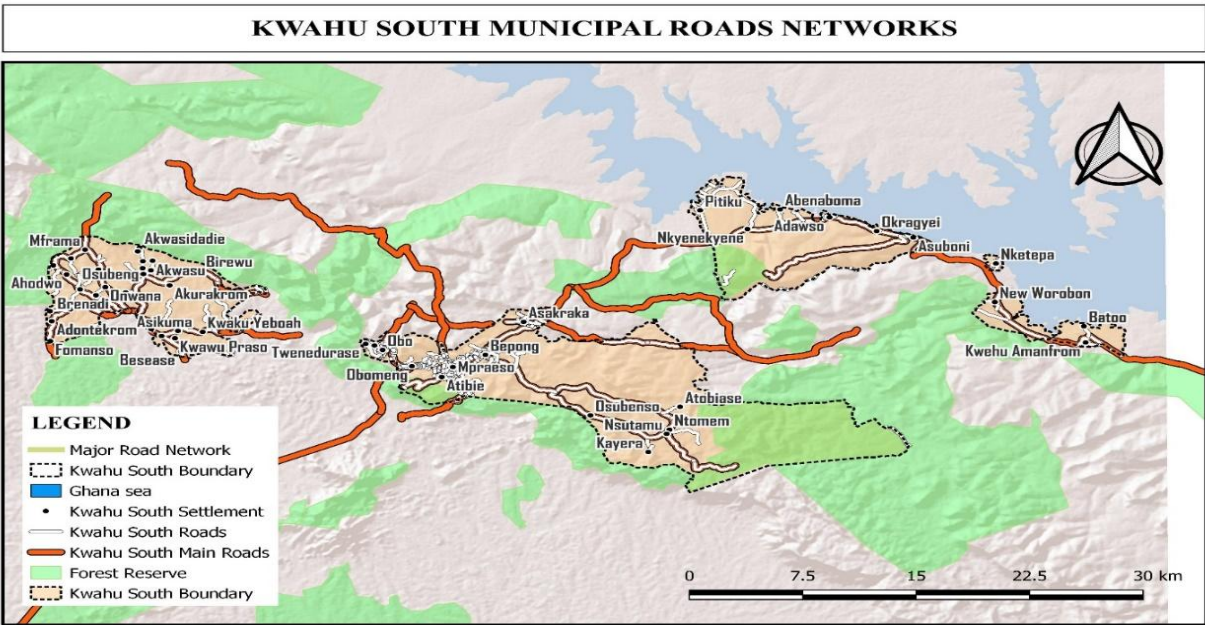 KWAHU SOUTH MUNICIPAL ROADS NETWORKS
Pitiku
Abenaboma
Adawso
Okragyei
Nkyenekyene
Asuboni
Mframa
Akwasidadie
Birewu
Nketepa
Ahodwo
Osubeng
Akwasu
Brenadi
Onwana
Akurakrom
New Worobon
Adontekrom
Asikuma
Kwaku Yeboah
Asakraka
Batoo
Fomanso
Kwawu Praso
Besease
Twenedurase
Obo
Bepong
Kwehu Amanfrom
Obomeng
Mpraeso
Atibie
Atobiase
Osubenso
Nsutamu
Ntomem
Kayera
LEGEND
Major Road Network
Kwahu South Boundary
Ghana sea
Kwahu South Settlement
Kwahu South Roads
Kwahu South Main Roads
Forest Reserve
Kwahu South Boundary
0 7.5 15 22.5 30 km